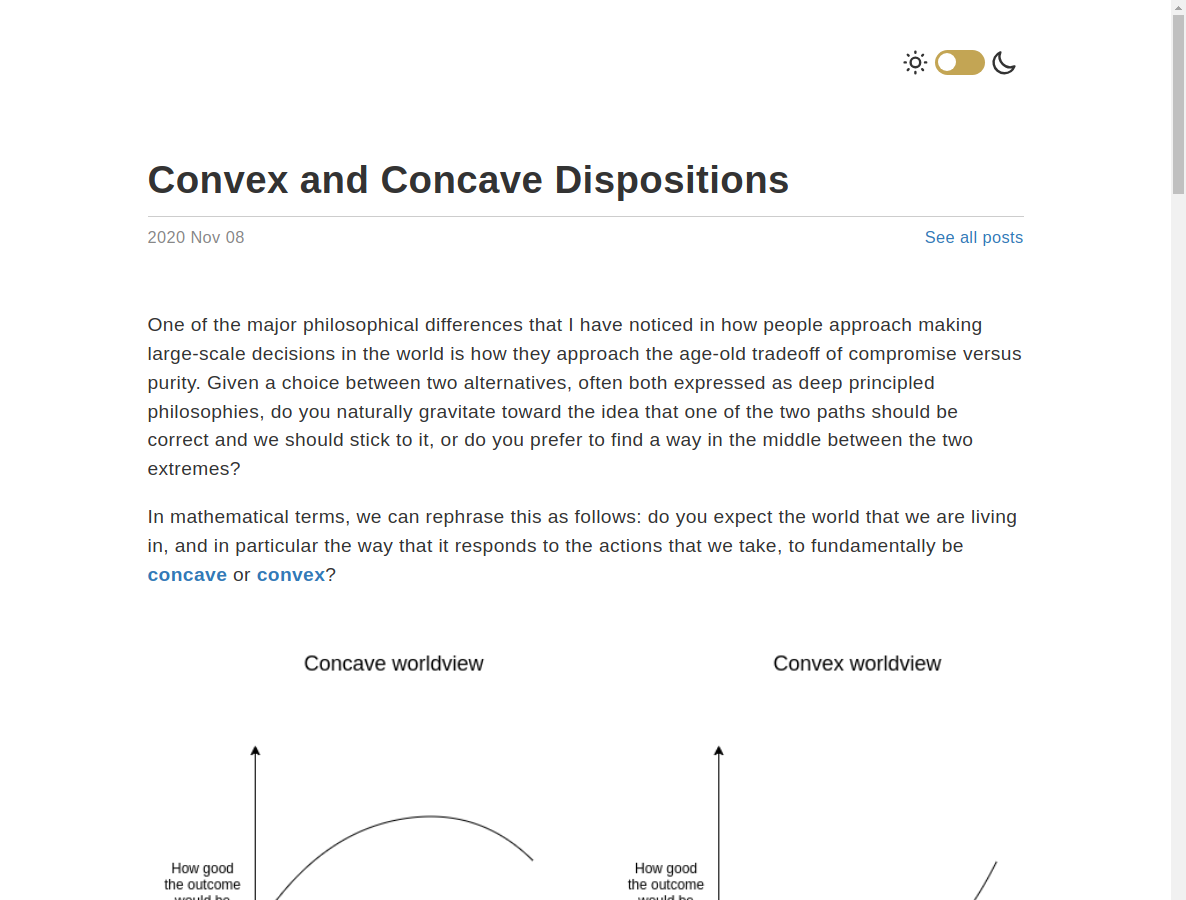 Convex and Concave Dispositions
2020 Nov 08
See all posts
One of the major philosophical differences that I have noticed in how people approach making
large-scale decisions in the world is how they approach the age-old tradeoff of compromise versus
purity. Given a choice between two alternatives, often both expressed as deep principled
philosophies, do you naturally gravitate toward the idea that one of the two paths should be
correct and we should stick to it, or do you prefer to find a way in the middle between the two
extremes?
In mathematical terms, we can rephrase this as follows: do you expect the world that we are living
in, and in particular the way that it responds to the actions that we take, to fundamentally be
concave or convex?
Concave worldview
Convex worldview
How good
the outcome
would be
How good
the outcome
would be